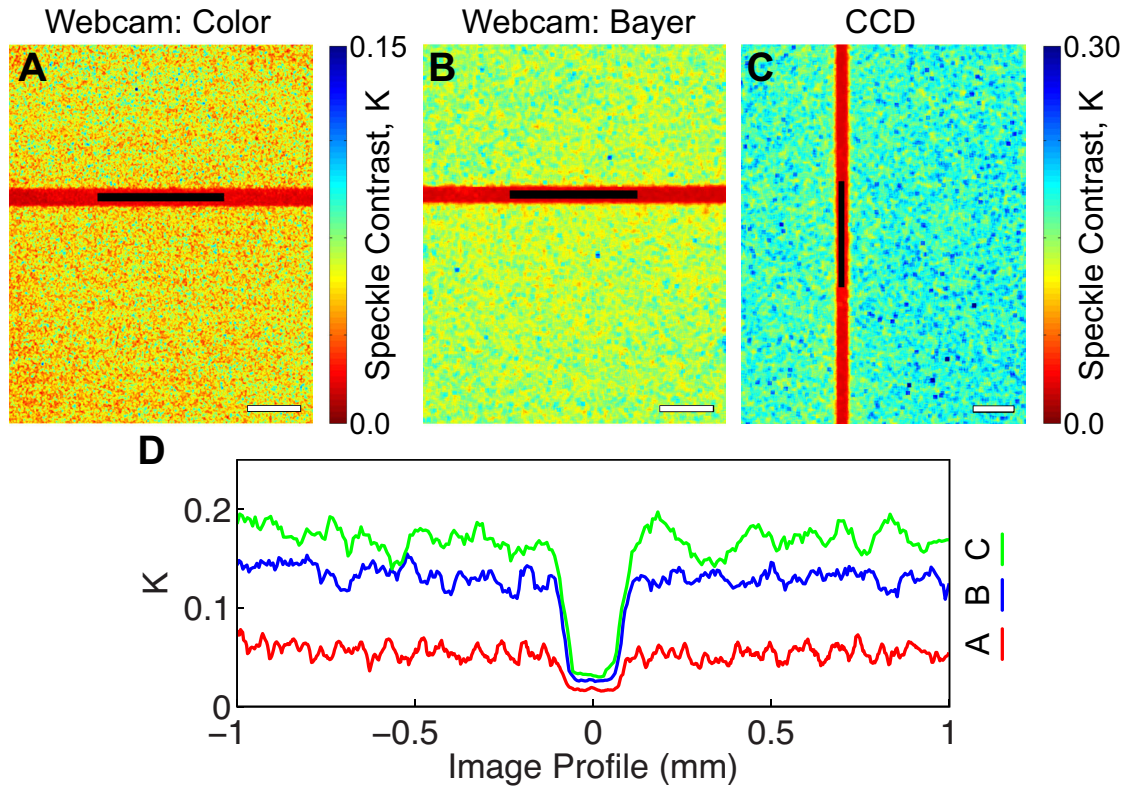 Webcam: Color
Webcam: Bayer
CCD
A
0.15
Speckle Contrast, K
0.0
B
C
0.30
Speckle Contrast, K
0.0
D
0.2
0.1
0
K
−1
−0.5
0
0.5
1
Image Profile (mm)
A
B
C